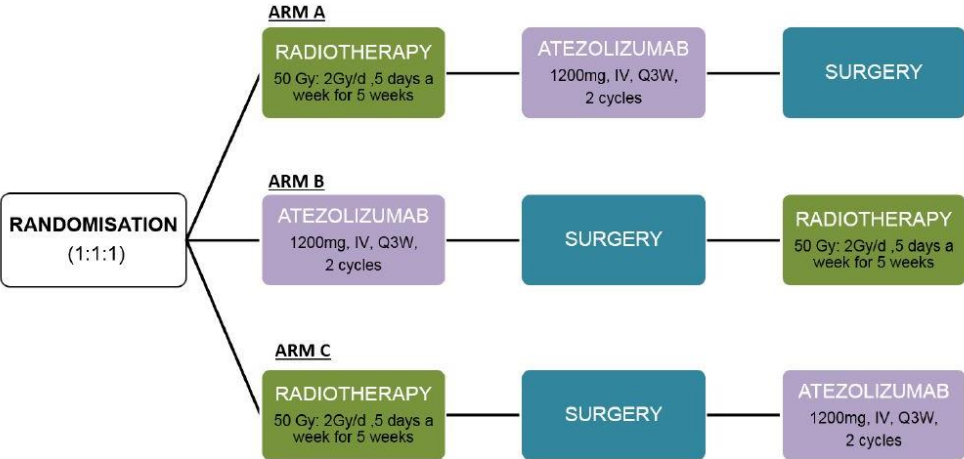 RANDOMISATION
(1:1:1)
ARM A
RADIOTHERAPY
50 Gy: 2Gy/d ,5 days a
week for 5 weeks
ATEZOLIZUMAB
1200mg, IV, Q3W,
2 cycles
SURGERY
ARM B
ATEZOLIZUMAB
1200mg, IV, Q3W,
2 cycles
SURGERY
RADIOTHERAPY
50 Gy: 2Gy/d ,5 days a
week for 5 weeks
ARM C
RADIOTHERAPY
50 Gy: 2Gy/d ,5 days a
week for 5 weeks
SURGERY
ATEZOLIZUMAB
1200mg, IV, Q3W,
2 cycles